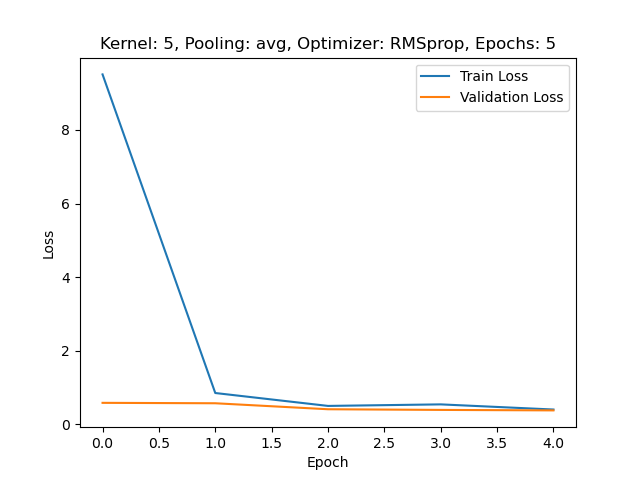 Kernel: 5, Pooling: avg, Optimizer: RMSprop, Epochs: 5
Train Loss
Validation Loss
8
6
4
2
0
Loss
0.0 0.5 1.0 1.5 2.0 2.5 3.0 3.5 4.0
Epoch